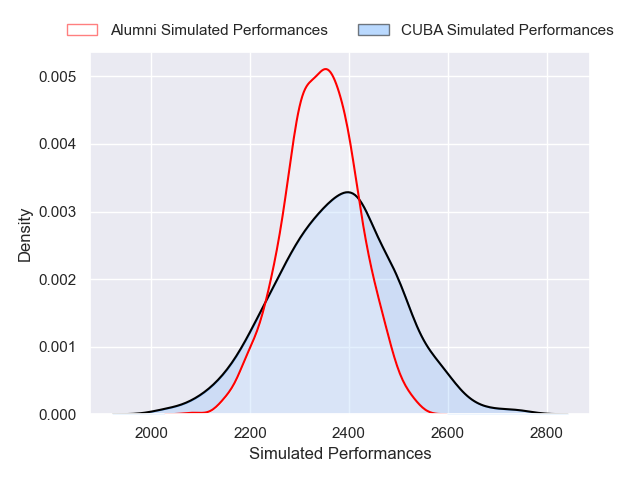 Alumni Simulated Performances CUBA Simulated Performances
0.005
0.004
0.003
0.002
0.001
0.000
Density
2000 2200 2400 2600 2800
Simulated Performances